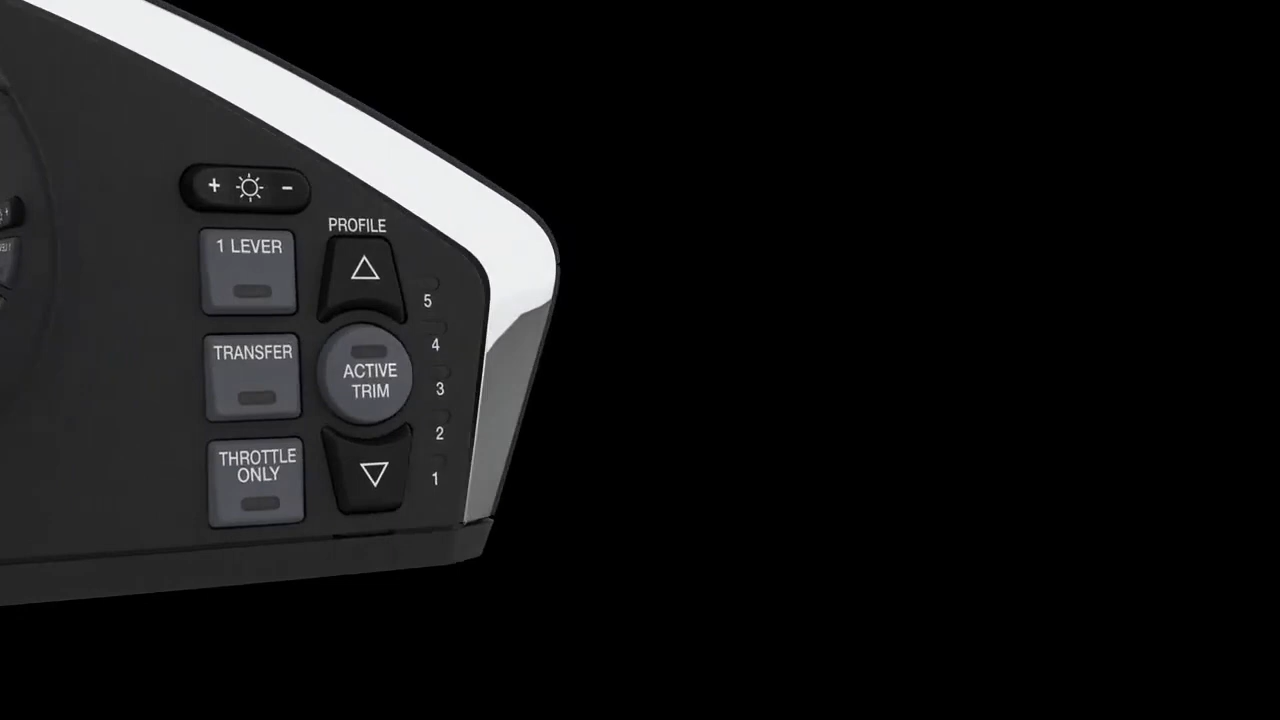 + -
PROFILE
1 LEVER
5
TRANSFER
4
ACTIVE
TRIM
3
2
THROTTLE
ONLY
1